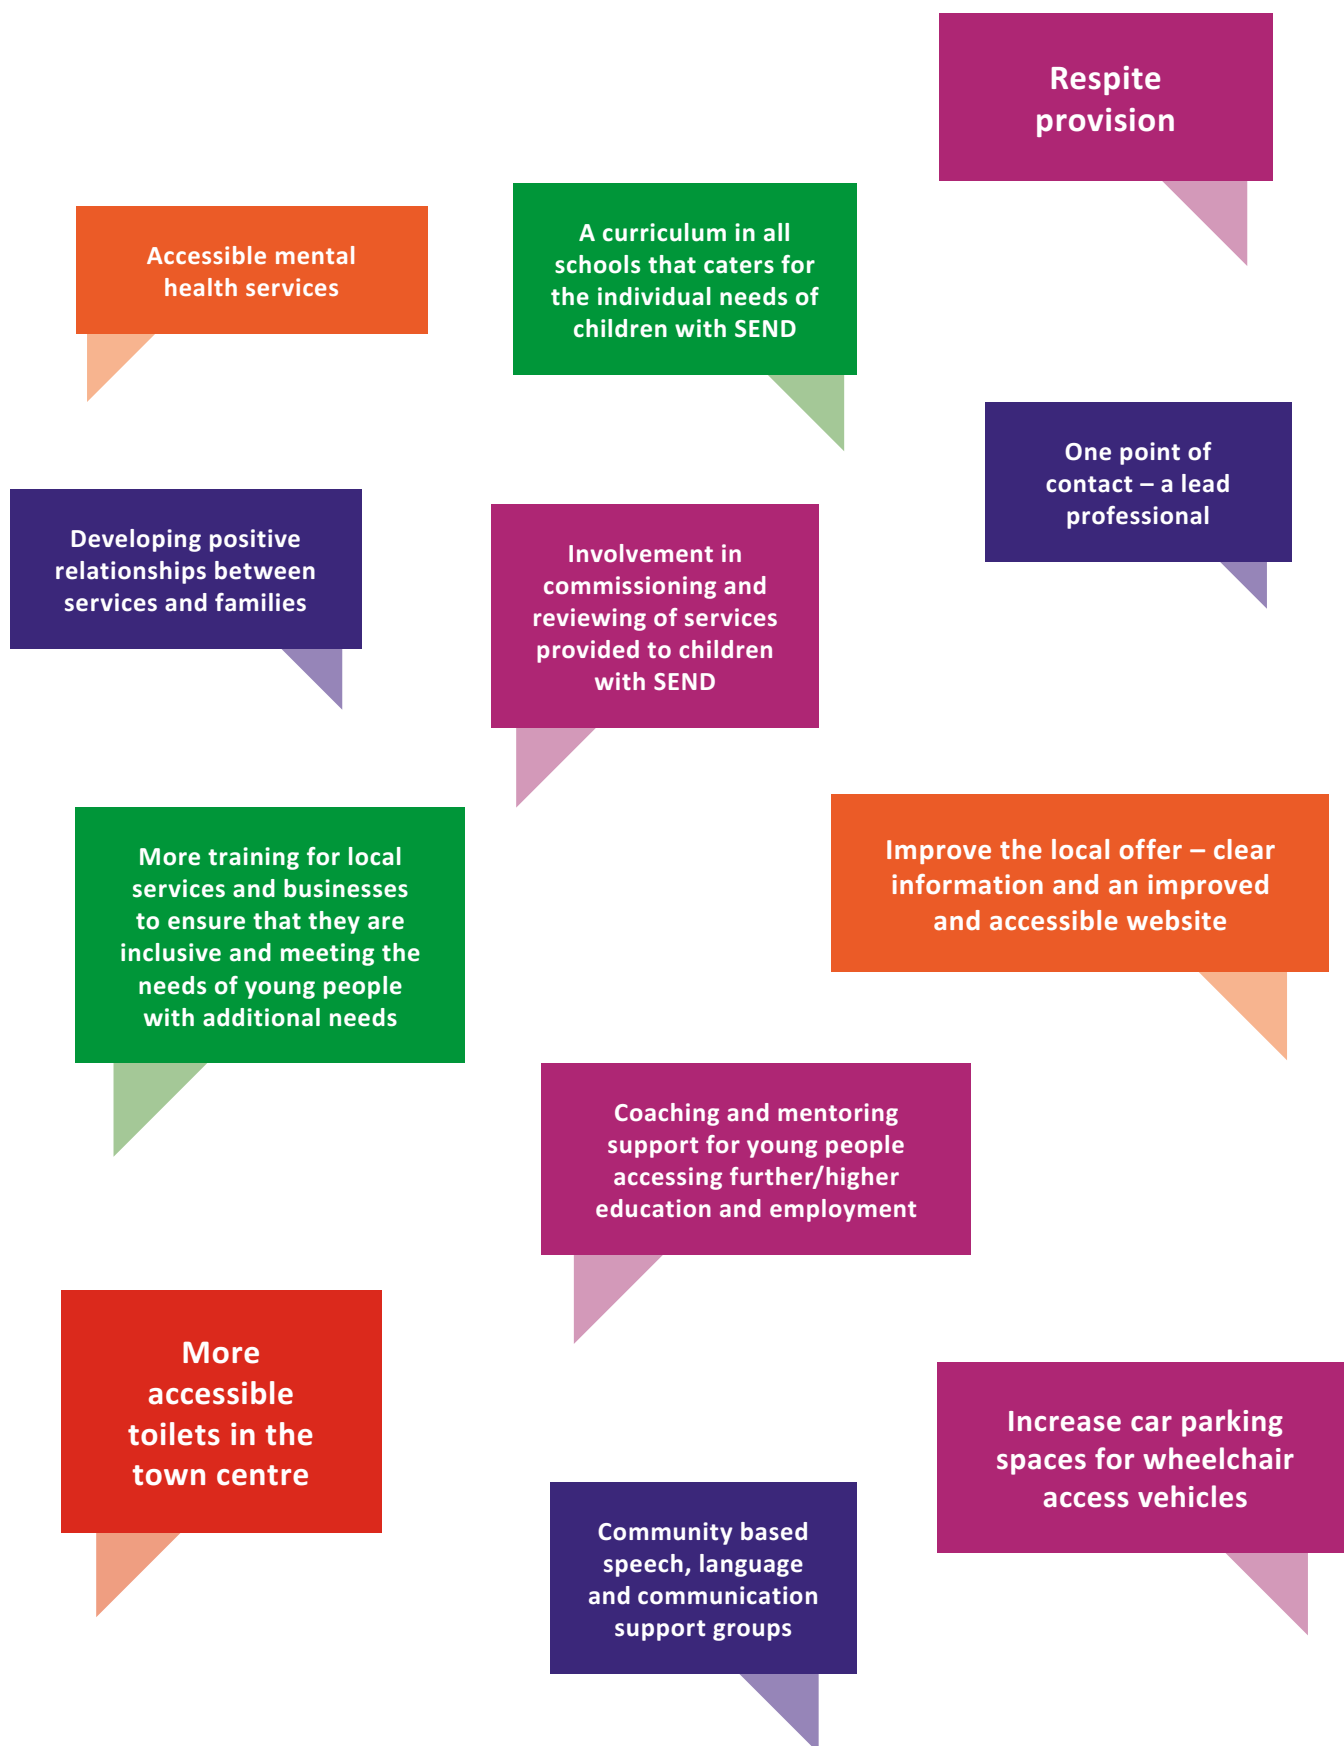 Respite
provision
Accessible mental
health services
A curriculum in all
schools that caters for
the individual needs of
children with SEND
One point of
contact – a lead
professional
Developing positive
relationships between
services and families
Involvement in
commissioning and
reviewing of services
provided to children
with SEND
More training for local
services and businesses
to ensure that they are
inclusive and meeting the
needs of young people
with additional needs
Improve the local offer – clear
information and an improved
and accessible website
Coaching and mentoring
support for young people
accessing further/higher
education and employment
More
accessible
toilets in the
town centre
Increase car parking
spaces for wheelchair
access vehicles
Community based
speech, language
and communication
support groups